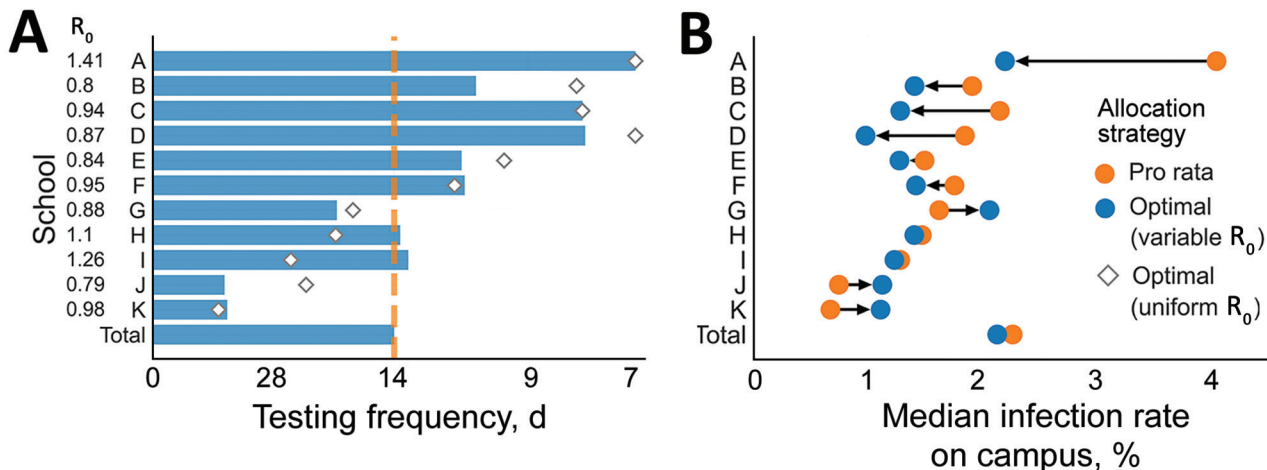 A
R0
School
1.41 A
0.8 B
0.94 C
0.87 D
0.84 E
0.95 F
0.88 G
1.1 H
1.26 I
0.79 J
0.98 K
Total
0 28 14 9 7
Testing frequency, d
B
A
B
C
D
E
F
G
H
I
J
K
Total
0 1 2 3 4
Median infection rate
on campus, %
Allocation
strategy
Pro rata
Optimal
(variable R0)
Optimal
(uniform R0)